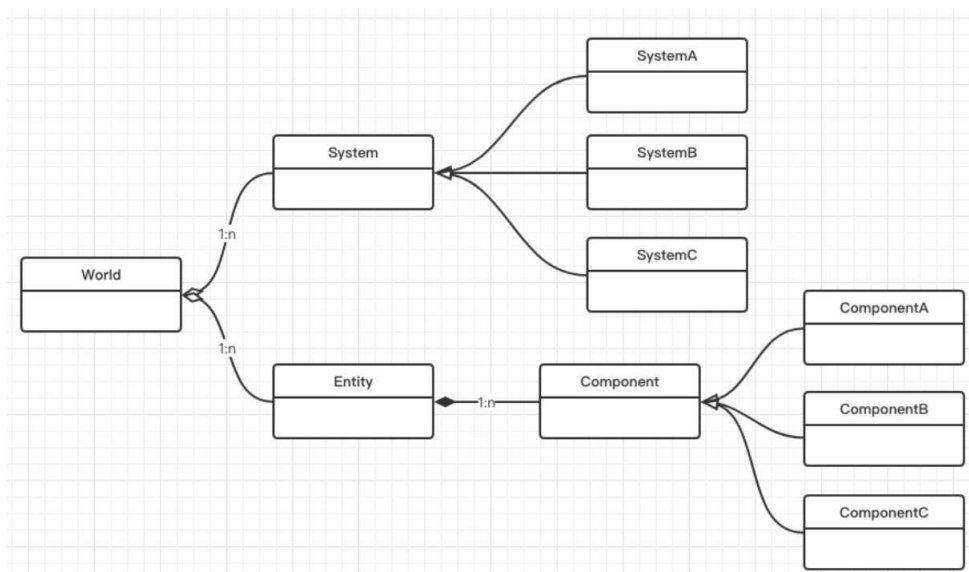 SystemA
System
SystemB
1:n
SystemC
World
ComponentA
1:n
Entity
Component
1:n
ComponentB
ComponentC